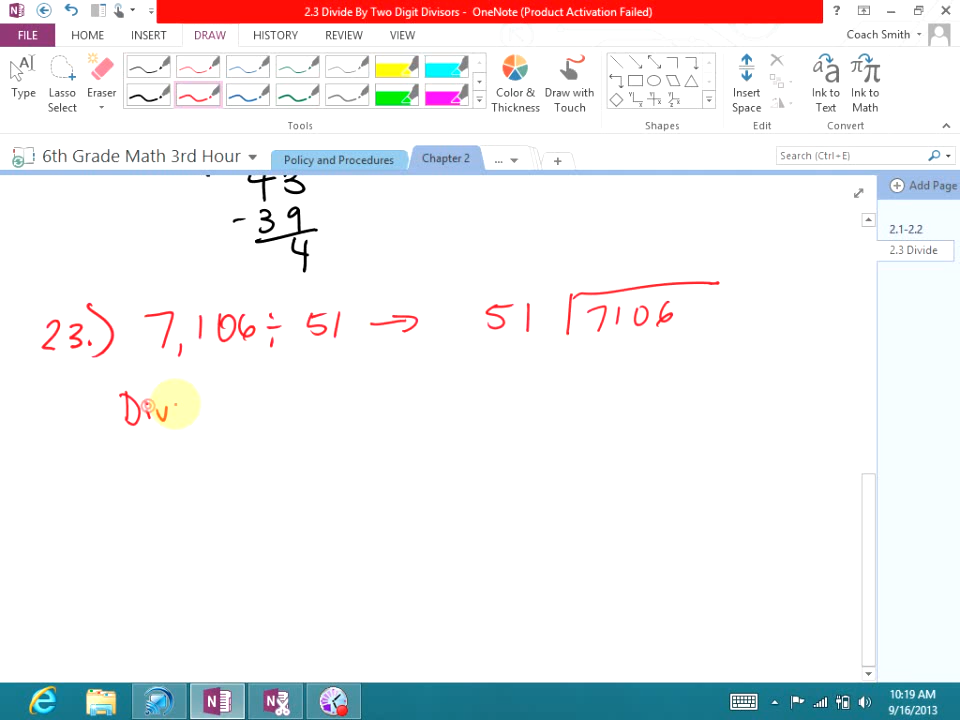 2.3 Divide By Two Digit Divisors - OneNote (Product Activation Failed)
FILE HOME INSERT DRAW HISTORY REVIEW VIEW Coach Smith
Type Lasso Select Eraser Color & Thickness Draw with Touch Insert Space Ink to Text Ink to Math
Tools Shapes Edit Convert
6th Grade Math 3rd Hour Policy and Procedures Chapter 2 ... Search (Ctrl+E)
Add Page
2.1-2.2
2.3 Divide
43
- 39
4
23.) 7,106 ÷ 51 → 51 7106
Div
10:19 AM
9/16/2013